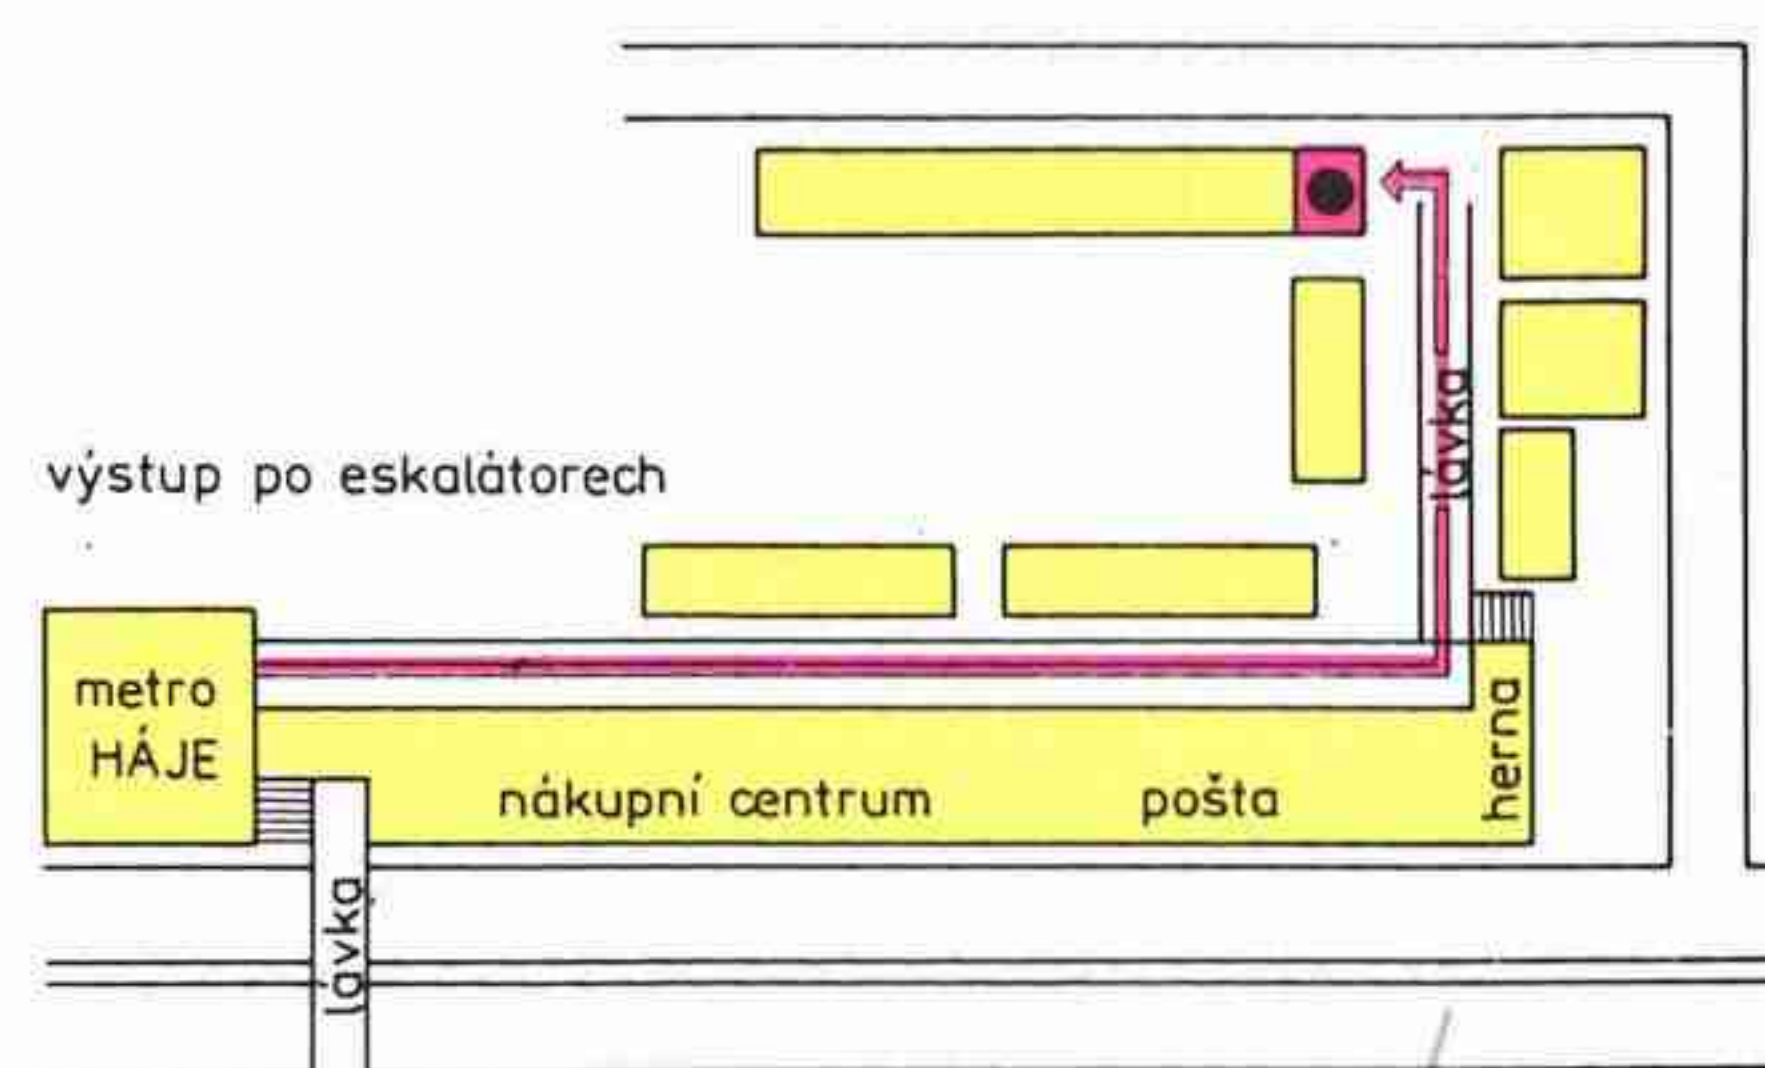 výstup po eskalátorech
lávka
metro
HÁJE
nákupní centrum
pošta
herna
lávka